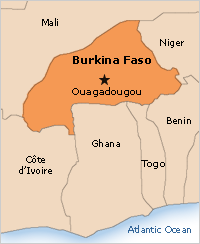 Mali
Niger
Burkina Faso
Ouagadougou
Benin
Ghana
Côte
d'Ivoire
Togo
Atlantic Ocean